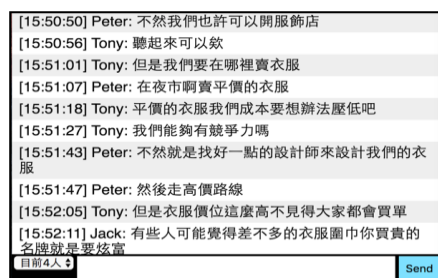 [15:50:50] Peter: 不然我們也許可以開服飾店
[15:50:56] Tony: 聽起來可以欸
[15:51:01] Tony: 但是我們要在哪裡賣衣服
[15:51:07] Peter: 在夜市啊賣平價的衣服
[15:51:18] Tony: 平價的衣服我們成本要想辦法壓低吧
[15:51:27] Tony: 我們能夠有競爭力嗎
[15:51:43] Peter: 不然就是找好一點的設計師來設計我們的衣
服
[15:51:47] Peter: 然後走高價路線
[15:52:05] Tony: 但是衣服價位這麼高不見得大家都會買單
[15:52:11] Jack: 有些人可能覺得差不多的衣服圍巾你買貴的
名牌就是要炫富
目前4人
Send